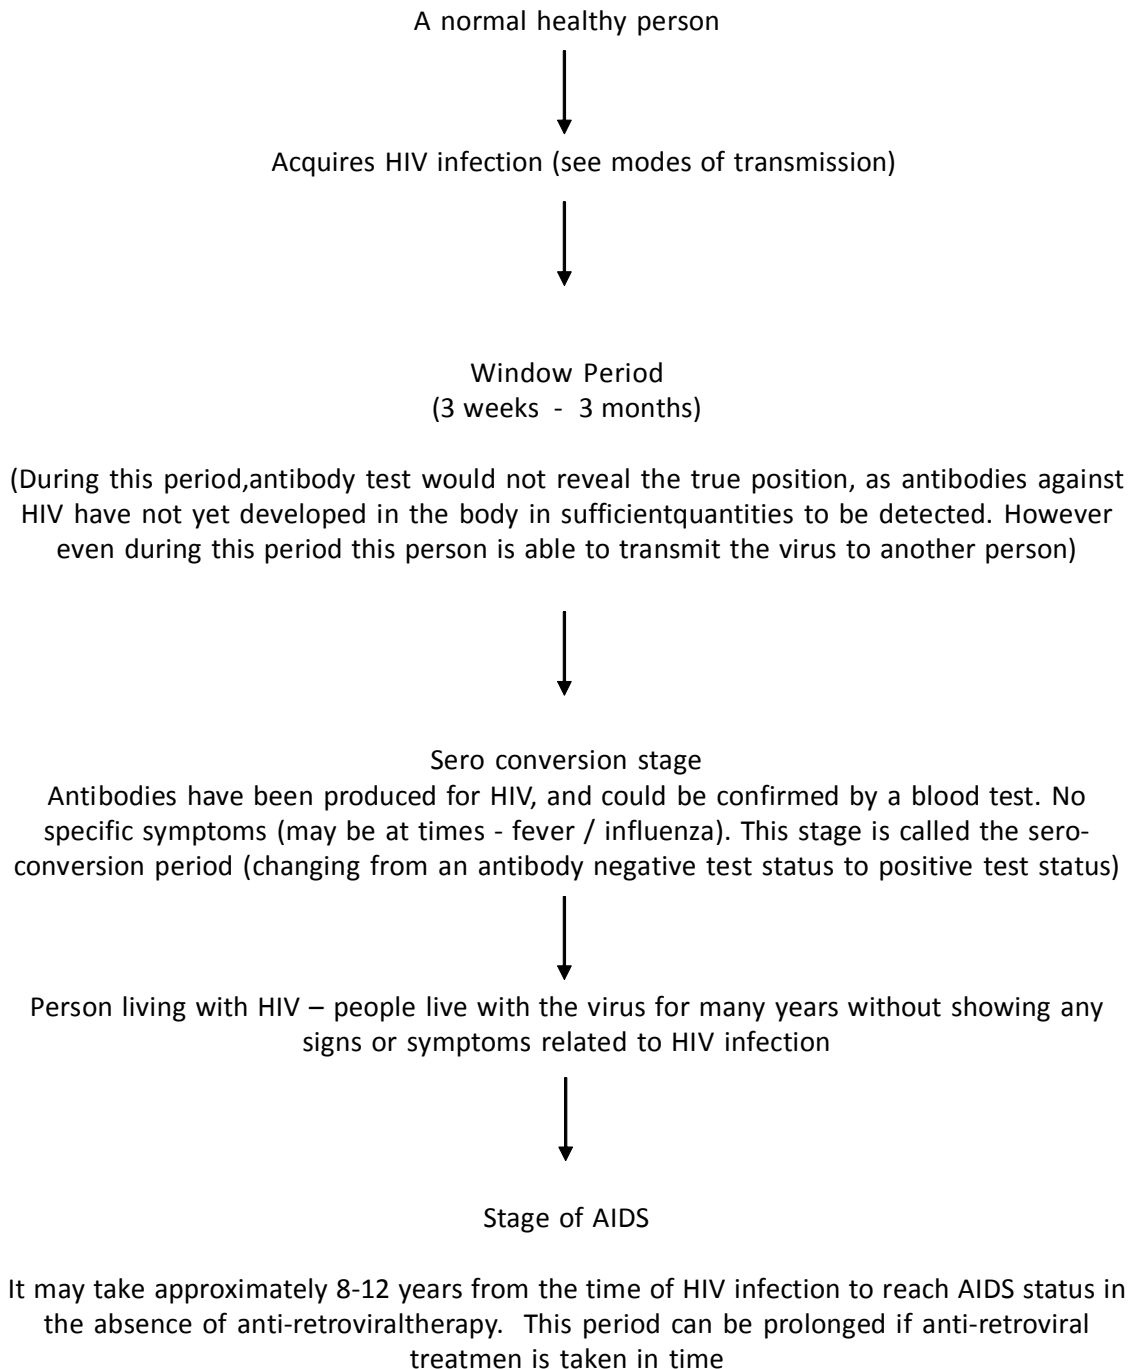 A normal healthy person
Acquires HIV infection (see modes of transmission)
Window Period
(3 weeks - 3 months)
(During this period,antibody test would not reveal the true position, as antibodies against
HIV have not yet developed in the body in sufficientquantities to be detected. However
even during this period this person is able to transmit the virus to another person)
Sero conversion stage
Antibodies have been produced for HIV, and could be confirmed by a blood test. No
specific symptoms (may be at times - fever / influenza). This stage is called the sero-
conversion period (changing from an antibody negative test status to positive test status)
Person living with HIV – people live with the virus for many years without showing any
signs or symptoms related to HIV infection
Stage of AIDS
It may take approximately 8-12 years from the time of HIV infection to reach AIDS status in
the absence of anti-retroviraltherapy. This period can be prolonged if anti-retroviral
treatmen is taken in time